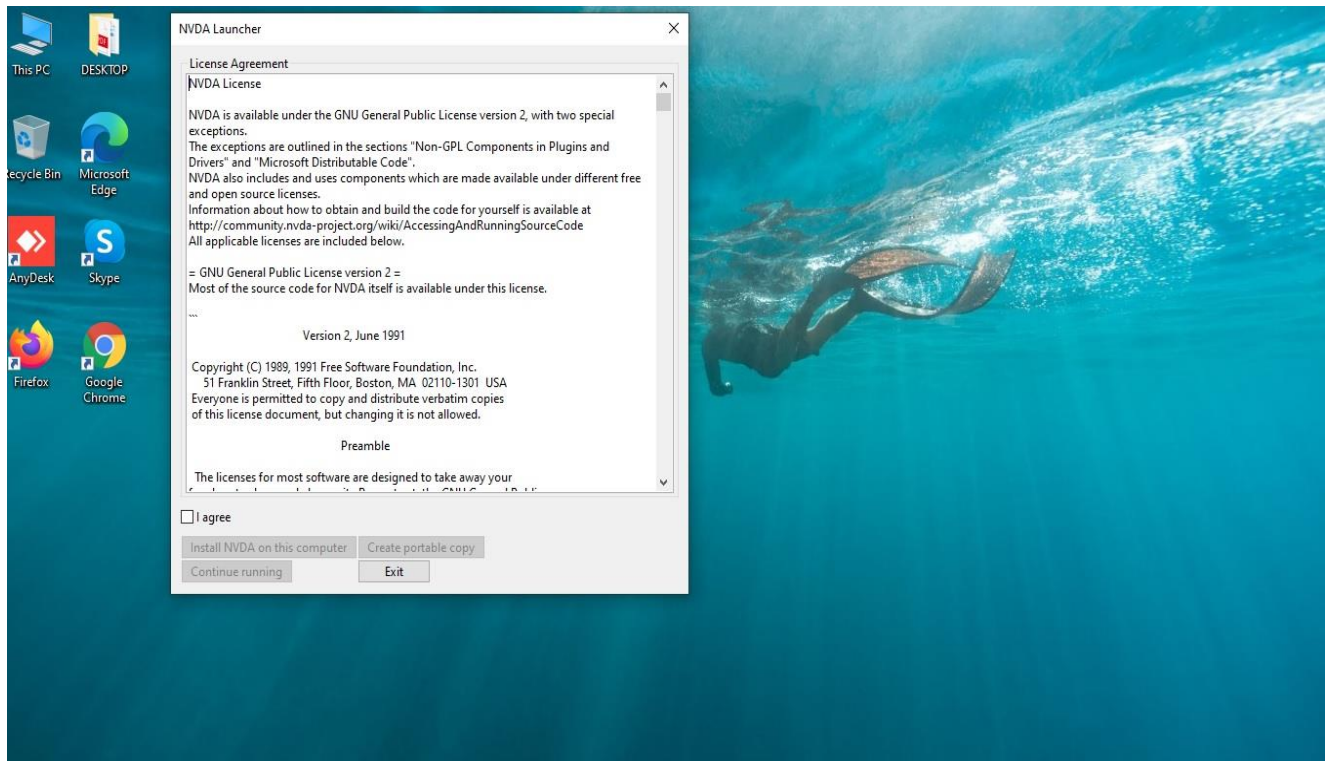 This PC
DESKTOP
Recycle Bin
Microsoft
Edge
AnyDesk
Skype
Firefox
Google
Chrome
NVDA Launcher
License Agreement
NVDA License
NVDA is available under the GNU General Public License version 2, with two special
exceptions.
The exceptions are outlined in the sections "Non-GPL Components in Plugins and
Drivers" and "Microsoft Distributable Code".
NVDA also includes and uses components which are made available under different free
and open source licenses.
Information about how to obtain and build the code for yourself is available at
http://community.nvda-project.org/wiki/AccessingAndRunningSourceCode
All applicable licenses are included below.
= GNU General Public License version 2 =
Most of the source code for NVDA itself is available under this license.
```
Version 2, June 1991
Copyright (C) 1989, 1991 Free Software Foundation, Inc.
51 Franklin Street, Fifth Floor, Boston, MA 02110-1301 USA
Everyone is permitted to copy and distribute verbatim copies
of this license document, but changing it is not allowed.
Preamble
The licenses for most software are designed to take away your
I agree
Install NVDA on this computer
Create portable copy
Continue running
Exit